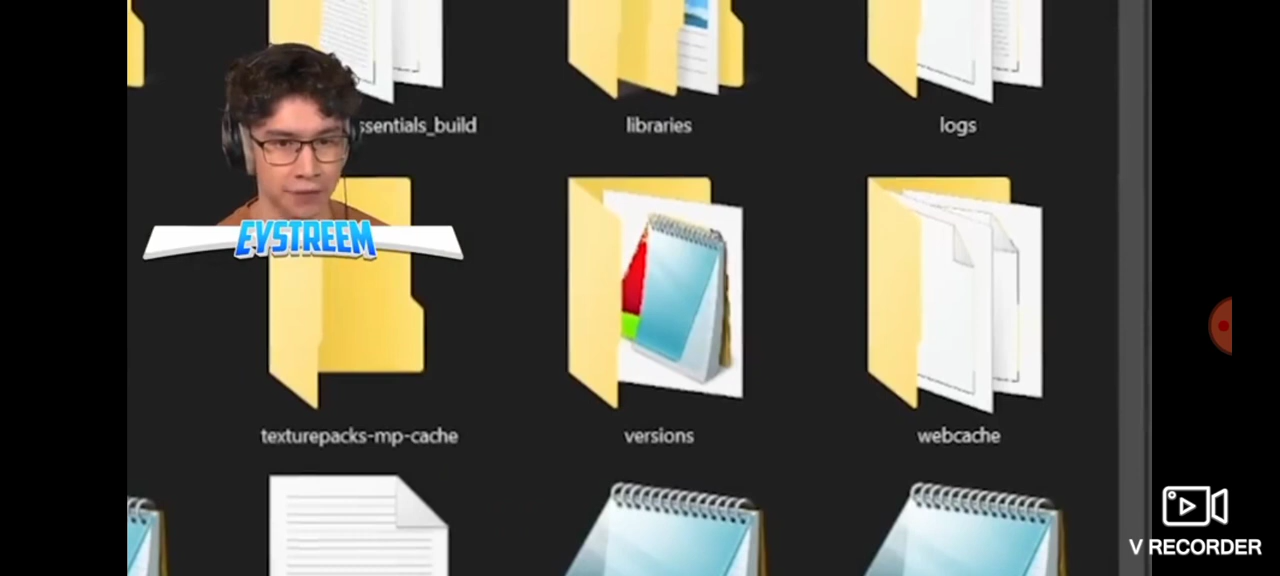 ssentials_build
libraries
logs
EYSTREEM
texturepacks-mp-cache
versions
webcache
V RECORDER